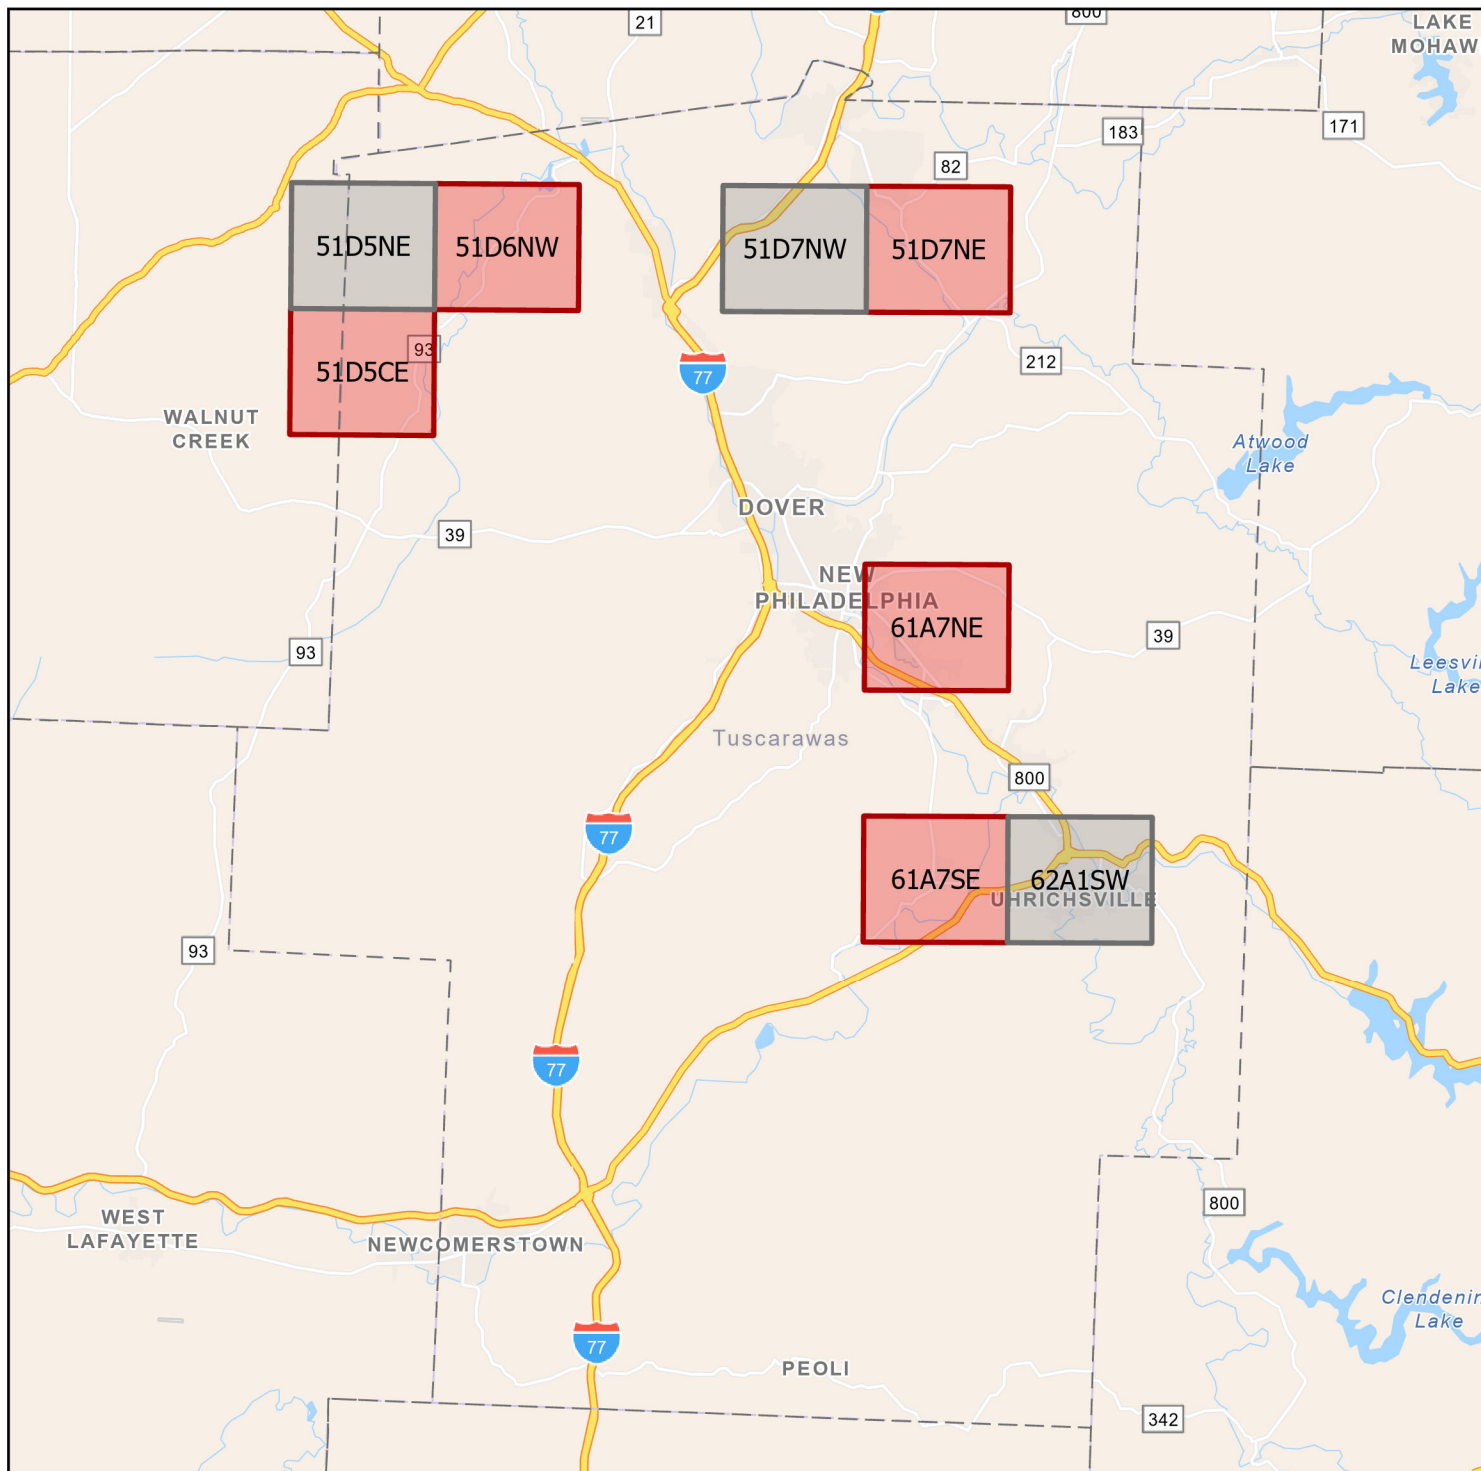 21
800
LAKE
MOHAW
183
171
82
51D5NE
51D6NW
51D7NW
51D7NE
93
212
51D5CE
77
WALNUT
CREEK
Atwood
Lake
DOVER
39
NEW
PHILADELPHIA
61A7NE
39
93
Leesvi
Lake
Tuscarawas
800
77
61A7SE
62A1SW
UHRICHSVILLE
93
77
800
WEST
LAFAYETTE
NEWCOMERSTOWN
Clendenin
Lake
77
PEOLI
342